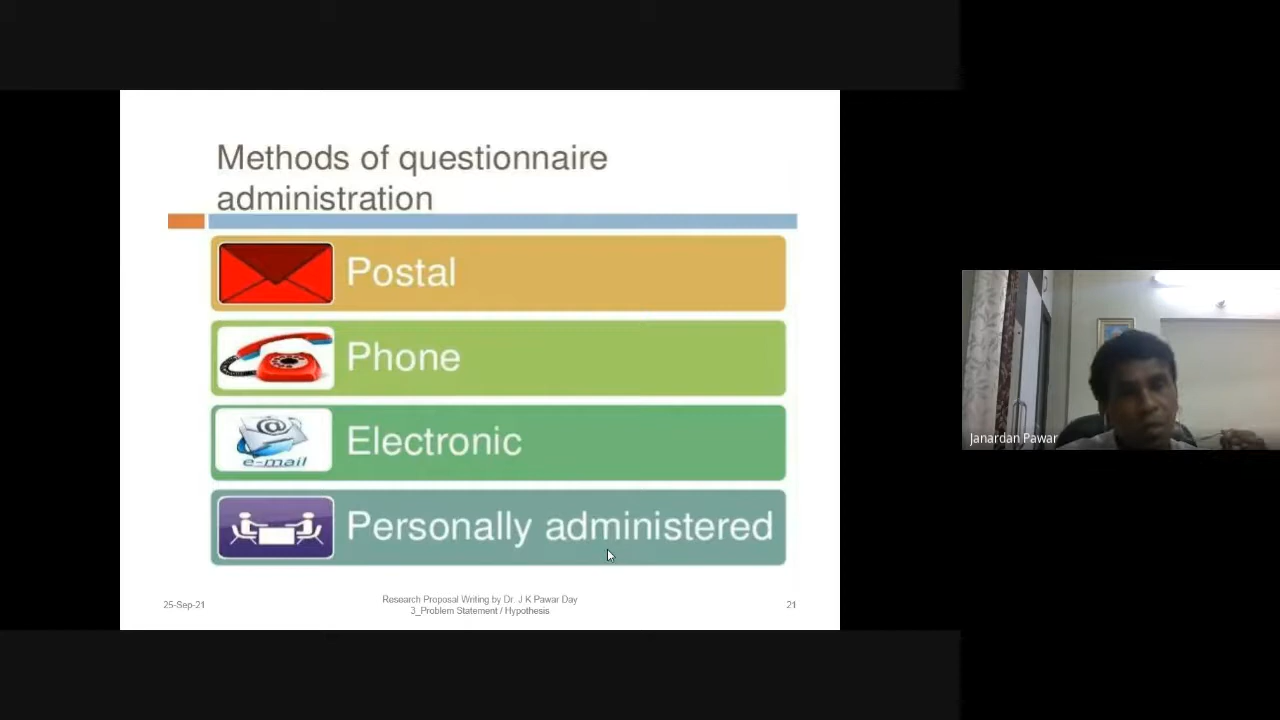 Methods of questionnaire
administration
Postal
Phone
@
e-mail
Electronic
Personally administered
25-Sep-21
Research Proposal Writing by Dr. J K Pawar Day
3_Problem Statement / Hypothesis
21
Janardan Pawar